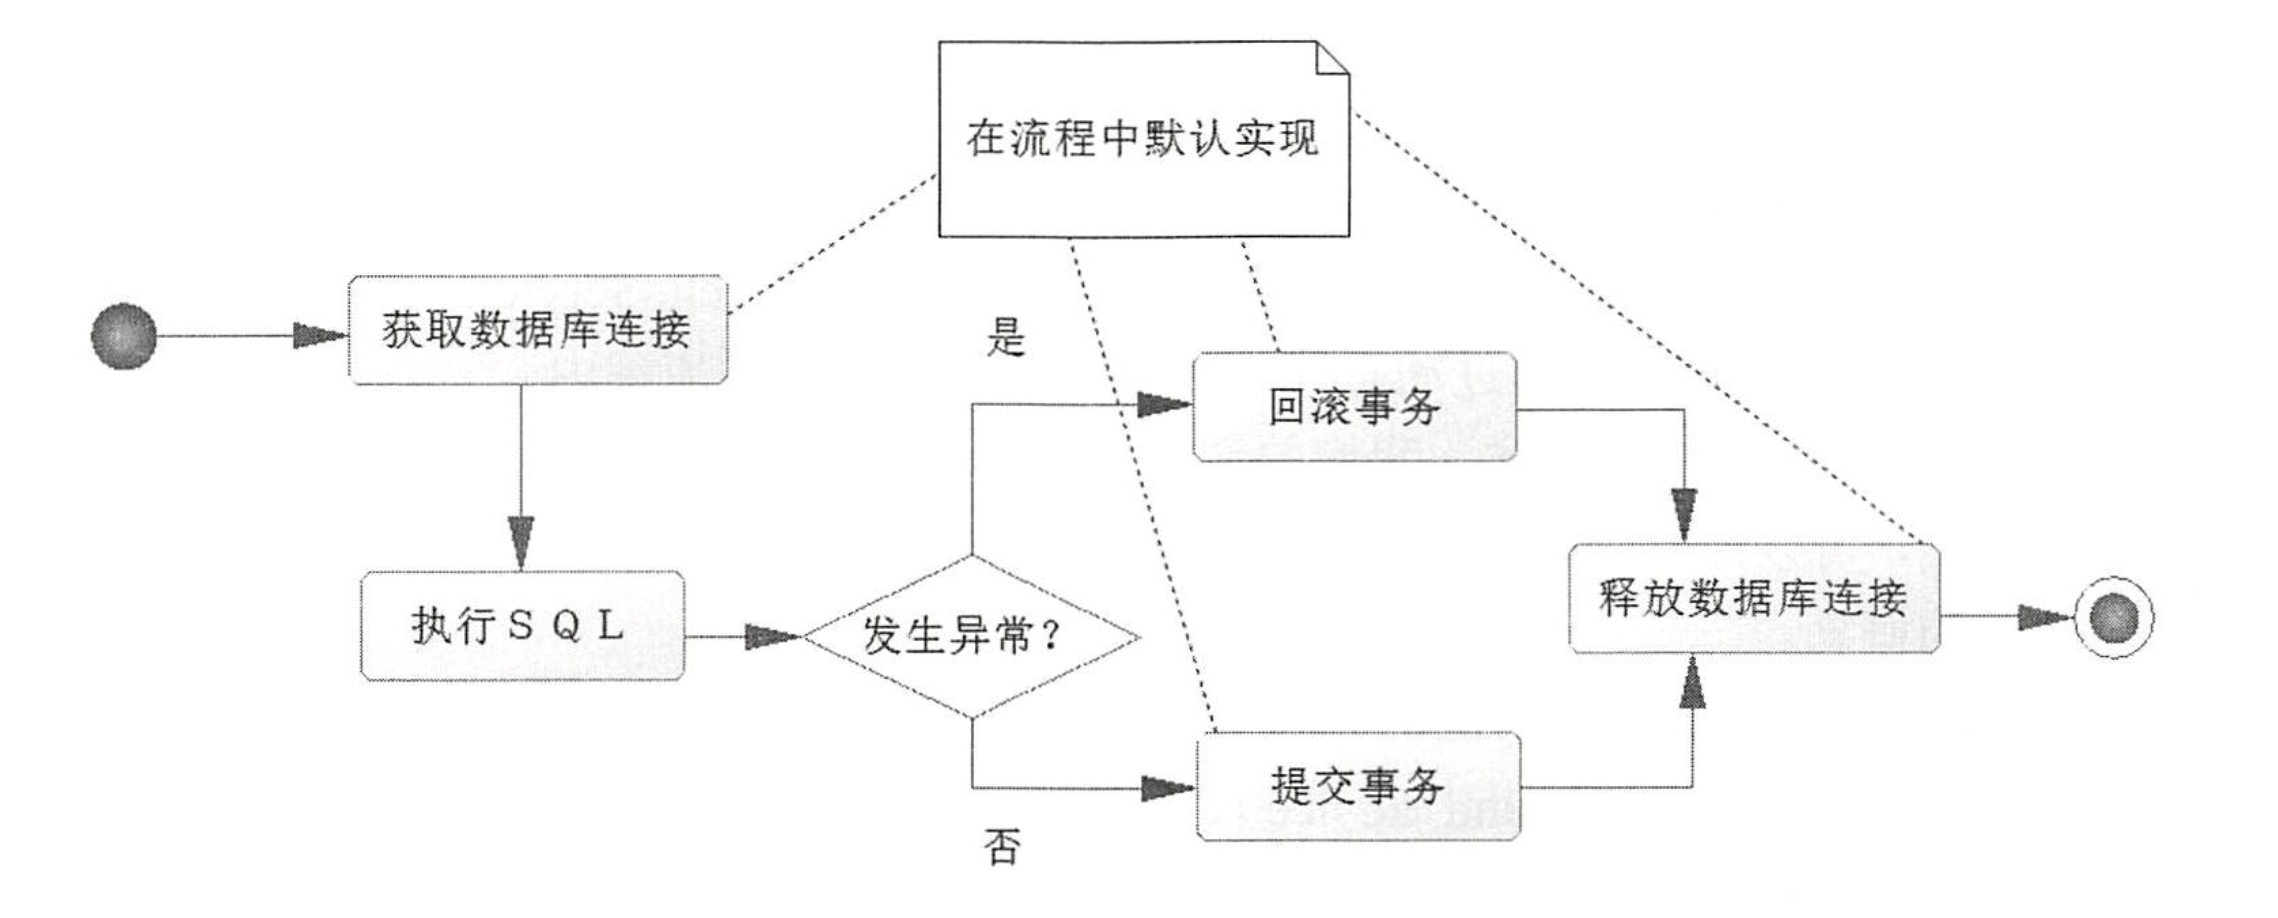 在流程中默认实现
获取数据库连接
是
回滚事务
执行SQL
发生异常?
释放数据库连接
提交事务
否